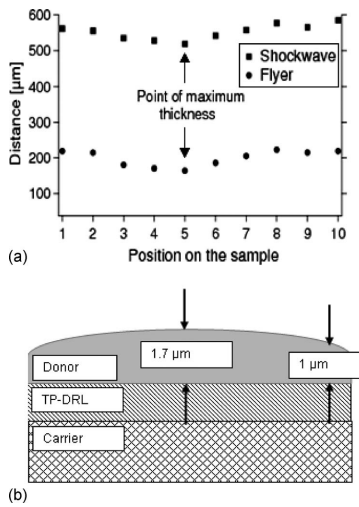 600
500
400
300
200
100
Distance [µm]
Shockwave
Flyer
Point of maximum
thickness
1 2 3 4 5 6 7 8 9 10
Position on the sample
(a)
1.7 µm
1 µm
Donor
TP-DRL
Carrier
(b)